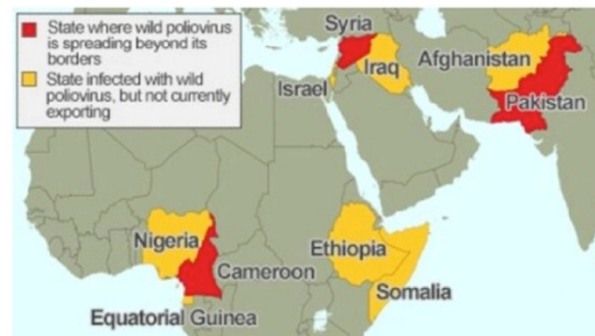 State where wild poliovirus
is spreading beyond its
borders
State infected with wild
poliovirus, but not currently
exporting
Syria
Iraq
Afghanistan
Israel
Pakistan
Nigeria
Cameroon
Ethiopia
Somalia
Equatorial Guinea